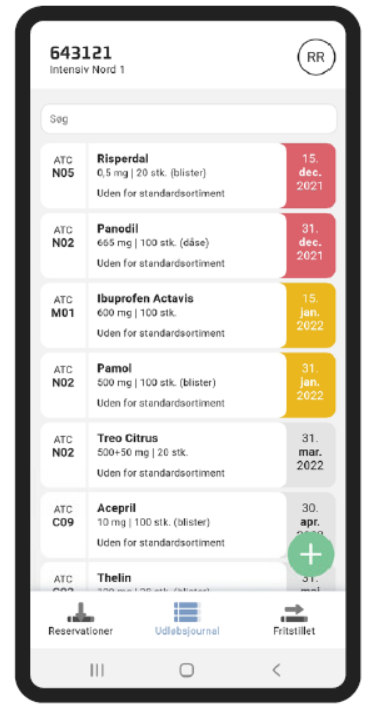 643121
Intensiv Nord 1
RR
Søg
ATC
N05
Risperdal
0,5 mg | 20 stk. (blister)
Uden for standardsortiment
15.
dec.
2021
ATC
N02
Panodil
665 mg | 100 stk. (dåse)
Uden for standardsortiment
31.
dec.
2021
ATC
M01
Ibuprofen Actavis
600 mg | 100 stk.
Uden for standardsortiment
15.
jan.
2022
ATC
N02
Pamol
500 mg | 100 stk. (blister)
Uden for standardsortiment
31.
jan.
2022
ATC
N02
Treo Citrus
500+50 mg | 20 stk.
Uden for standardsortiment
31.
mar.
2022
ATC
C09
Acepril
10 mg | 100 stk. (blister)
Uden for standardsortiment
30.
apr.
ATC
Thelin
31.
Reservationer
Udløbsjournal
Fritstillet